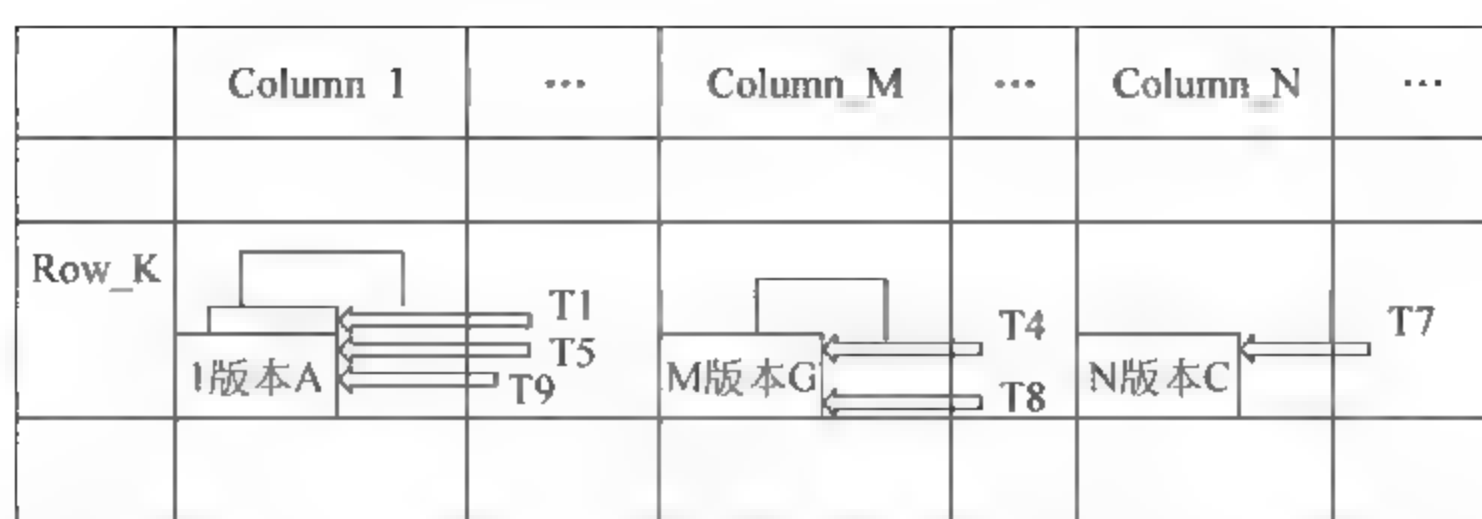 Column_1 ... Column_M ... Column_N ...
Row_K
T1
T5
T9
1版本A
T4
T8
M版本G
T7
N版本C